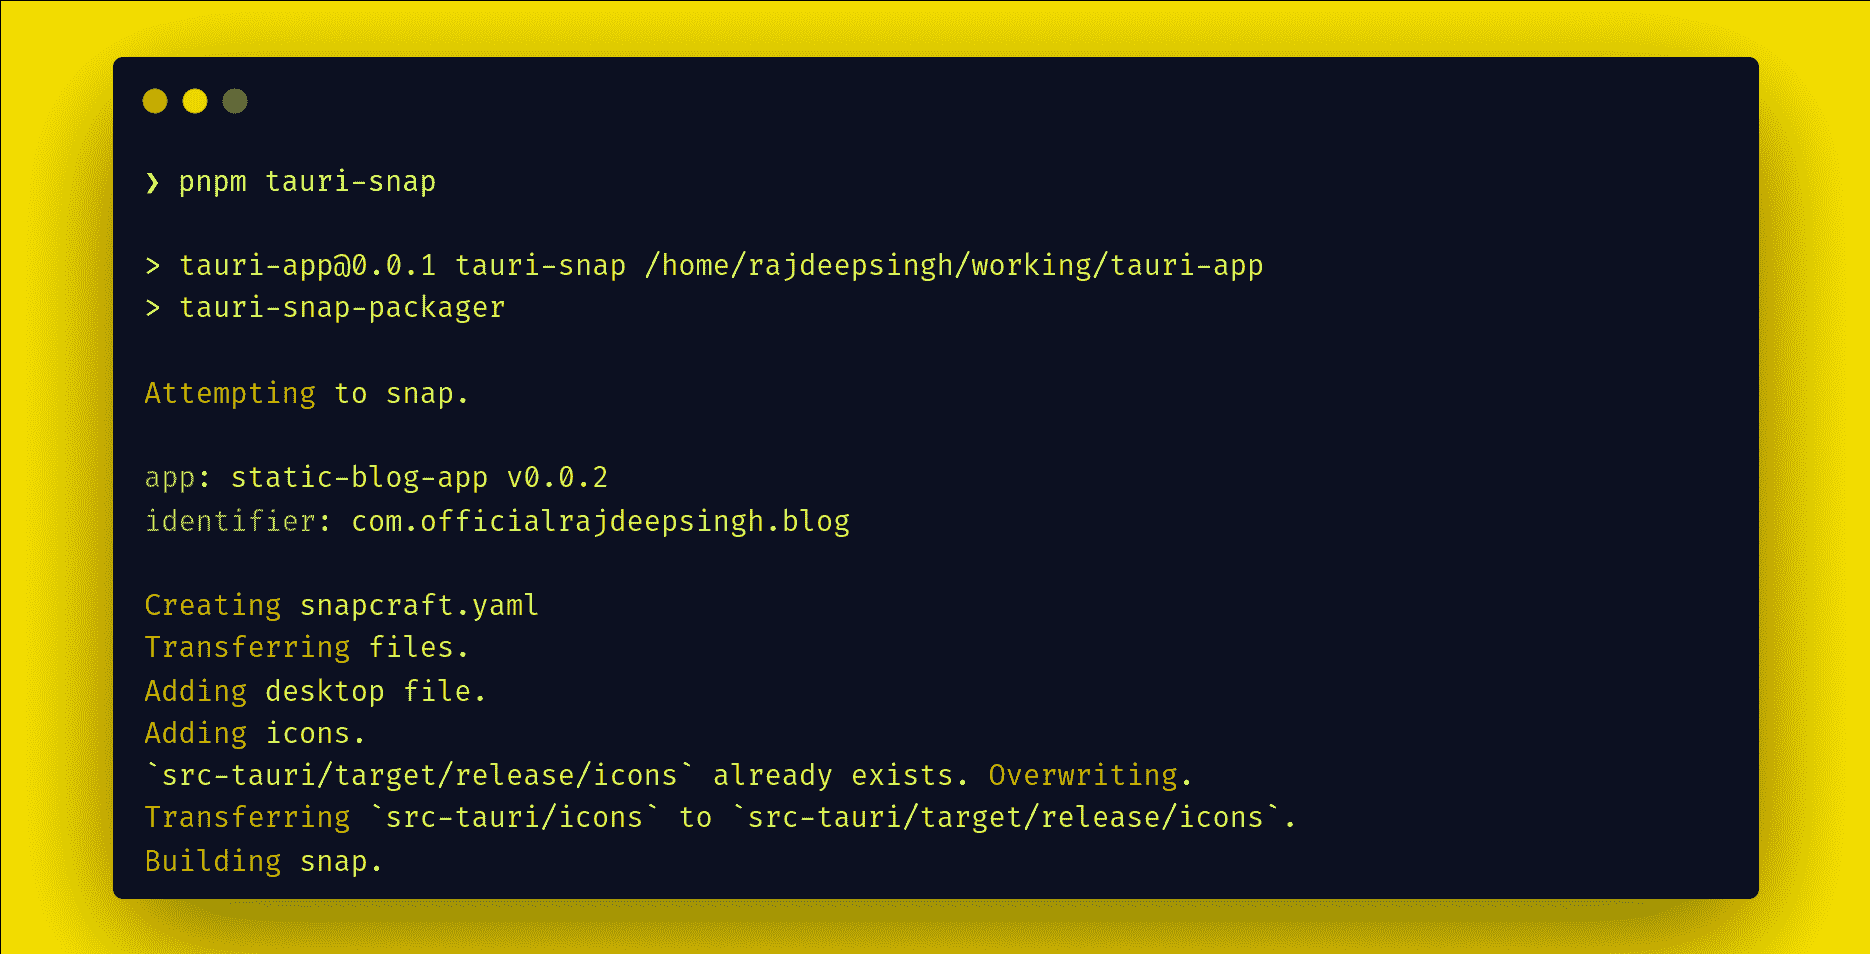 ❯ pnpm tauri-snap
> tauri-app@0.0.1 tauri-snap /home/rajdeepsingh/working/tauri-app
> tauri-snap-packager
Attempting to snap.
app: static-blog-app v0.0.2
identifier: com.officialrajdeepsingh.blog
Creating snapcraft.yaml
Transferring files.
Adding desktop file.
Adding icons.
`src-tauri/target/release/icons` already exists. Overwriting.
Transferring `src-tauri/icons` to `src-tauri/target/release/icons`.
Building snap.